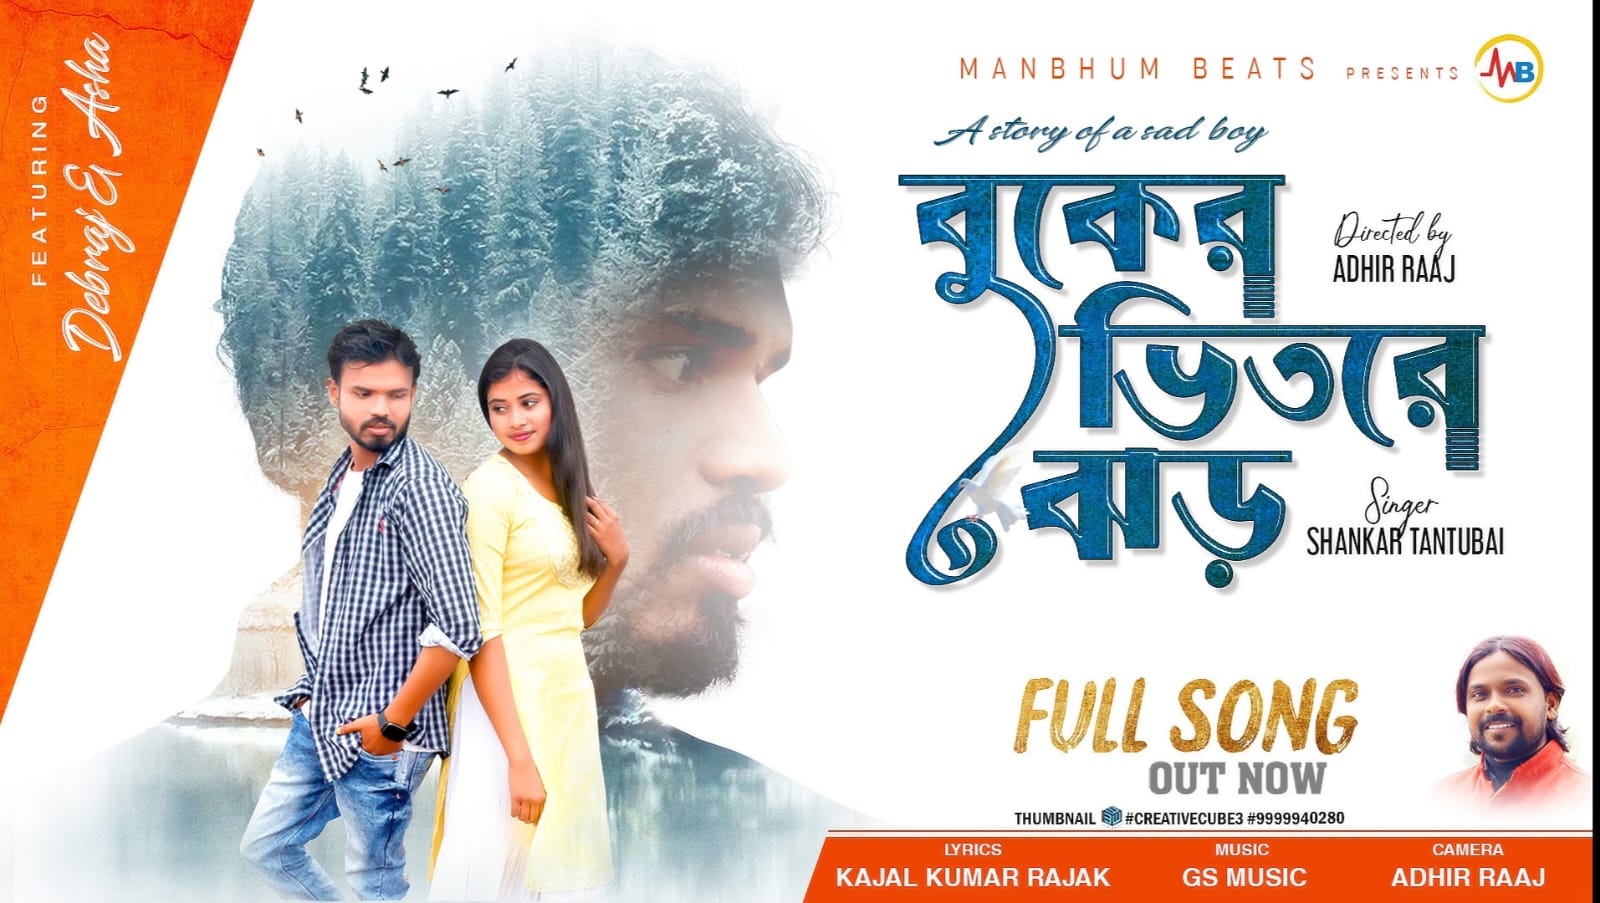 FEATURING
Debraj & Asha
MANBHUM BEATS PRESENTS
MB
A story of a sad boy
বুকের
ভিতরে
ঝড়
Directed by
ADHIR RAAJ
Singer
SHANKAR TANTUBAI
FULL SONG
OUT NOW
THUMBNAIL #CREATIVECUBE3 #9999940280
LYRICS
KAJAL KUMAR RAJAK
MUSIC
GS MUSIC
CAMERA
ADHIR RAAJ